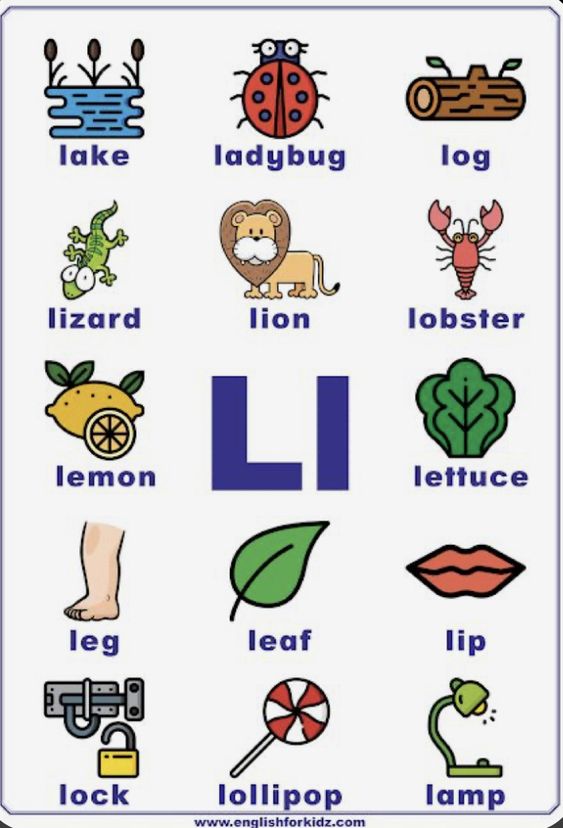 lake ladybug log
lizard lion lobster
lemon Ll lettuce
leg leaf lip
lock lollipop lamp
www.englishforkidz.com